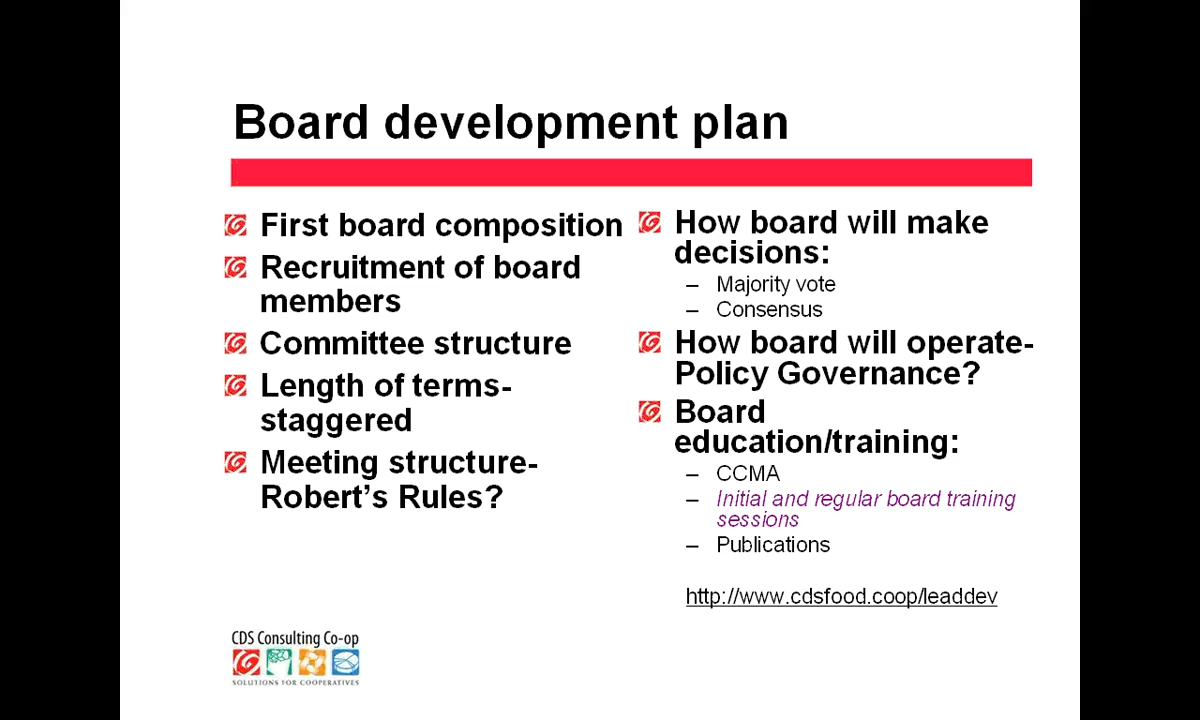 Board development plan
First board composition
Recruitment of board
members
Committee structure
Length of terms-
staggered
Meeting structure-
Robert's Rules?
How board will make
decisions:
– Majority vote
– Consensus
How board will operate-
Policy Governance?
Board
education/training:
– CCMA
– Initial and regular board training
sessions
– Publications
http://www.cdsfood.coop/leaddev
CDS Consulting Co-op
SOLUTIONS FOR COOPERATIVES